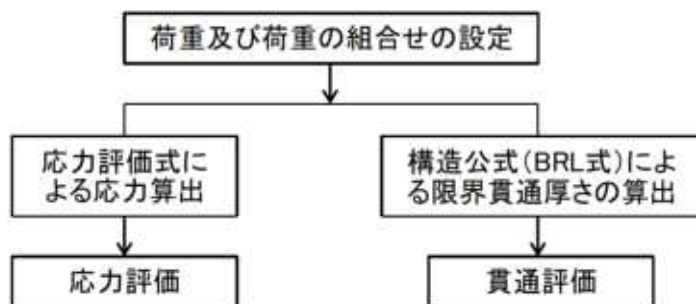 荷重及び荷重の組合せの設定
応力評価式に
よる応力算出
構造公式(BRL式)によ
る限界貫通厚さの算出
応力評価
貫通評価